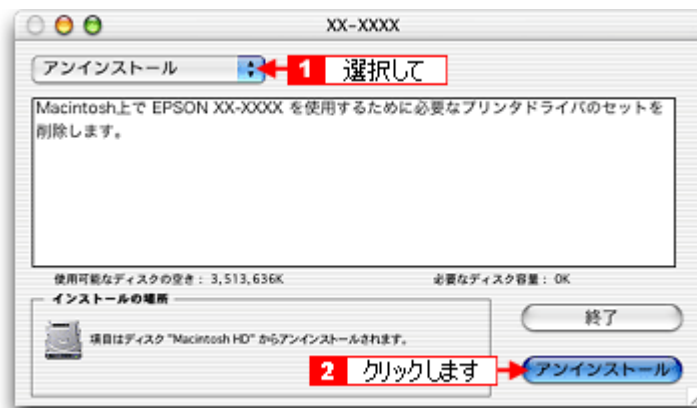 XX-XXXX
アンインストール
1 選択して
Macintosh上で EPSON XX-XXXX を使用するために必要なプリンタドライバのセットを
削除します。
使用可能なディスクの空き： 3,513,636K
必要なディスク容量： 0K
インストールの場所
項目はディスク "Macintosh HD" からアンインストールされます。
終了
2 クリックします
アンインストール